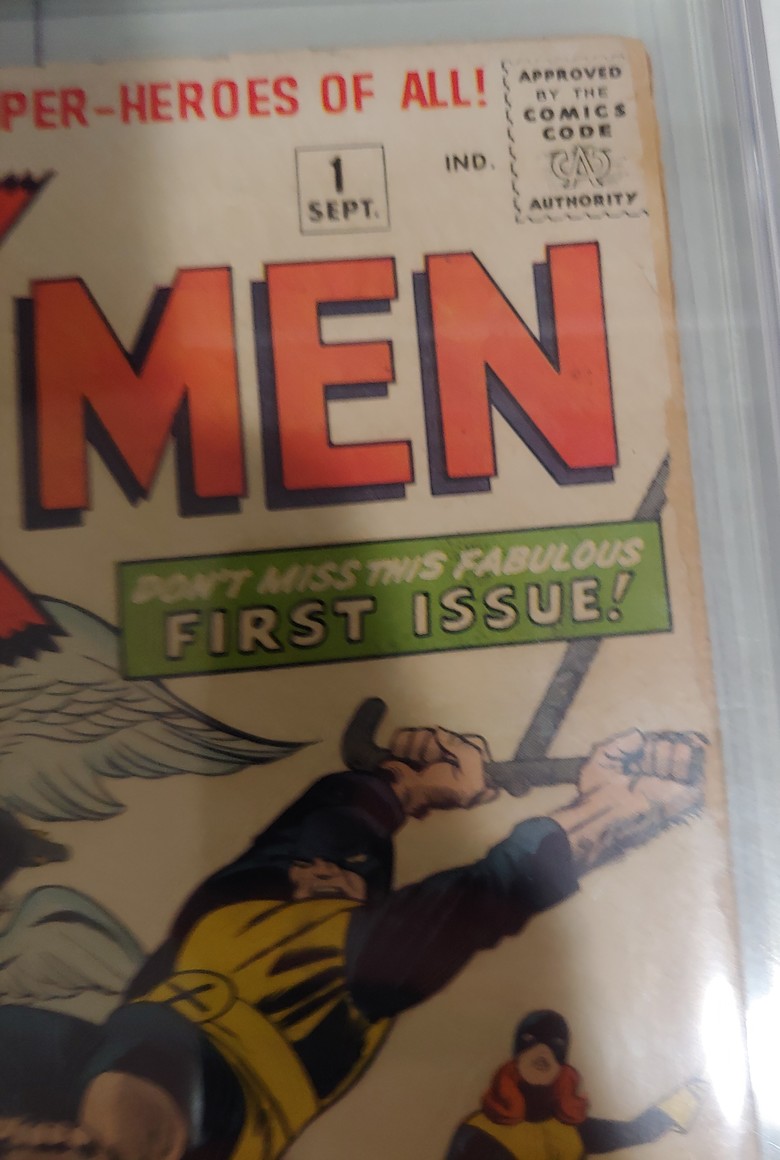 PER-HEROES OF ALL!
APPROVED
BY THE
COMICS
CODE
CA
AUTHORITY
IND.
1
SEPT.
MEN
DON'T MISS THIS FABULOUS
FIRST ISSUE!
X